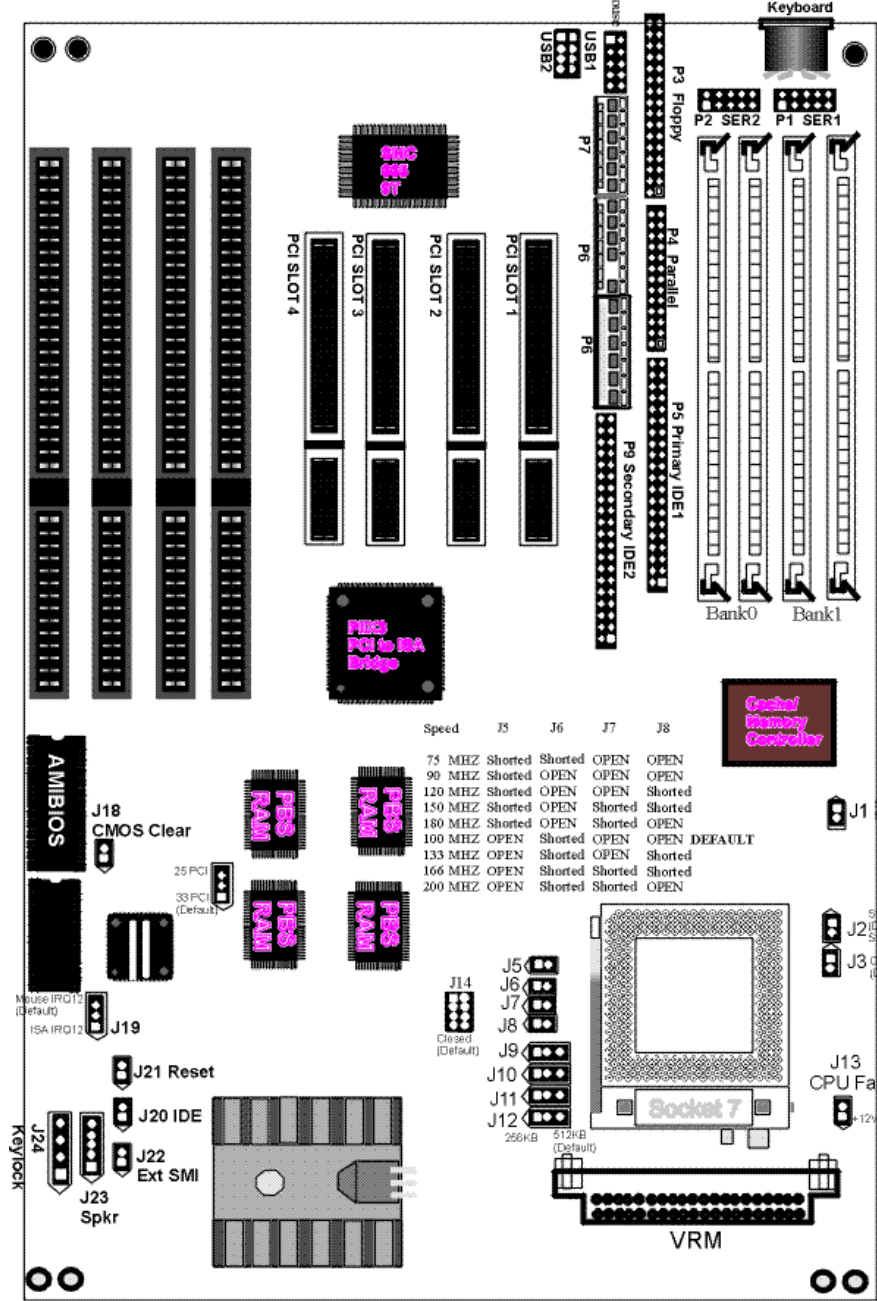 Keyboard
USB1
USB2
P3 Floppy
P2 SER2
P1 SER1
P7
SMC
ST
P6
P4 Parallel
PCI SLOT 4
PCI SLOT 3
PCI SLOT 2
PCI SLOT 1
P6
P5 Primary IDE1
P9 Secondary IDE2
Bank0
Bank1
PIIX3
PCI to ISA
Bridge
Cache/
Memory
Controller
Speed J5 J6 J7 J8
75 MHZ Shorted Shorted OPEN OPEN
90 MHZ Shorted OPEN OPEN OPEN
120 MHZ Shorted OPEN OPEN Shorted
150 MHZ Shorted OPEN Shorted Shorted
180 MHZ Shorted OPEN Shorted OPEN
100 MHZ OPEN Shorted OPEN OPEN DEFAULT
133 MHZ OPEN Shorted OPEN Shorted
166 MHZ OPEN Shorted Shorted Shorted
200 MHZ OPEN Shorted Shorted OPEN
AMIBIOS
J18
CMOS Clear
PBS
RAM
PBS
RAM
J1
25 PCI
33 PCI
(Default)
PBS
RAM
PBS
RAM
J2
J3
Mouse IRQ12
(Default)
ISA IRQ12
J19
J14
Closed
(Default)
J5
J6
J7
J8
J9
J10
J11
J12
256KB
512KB
(Default)
Socket 7
J13
CPU Fa
+12V
J21 Reset
J20 IDE
J22
Ext SMI
J24
Keylock
J23
Spkr
VRM